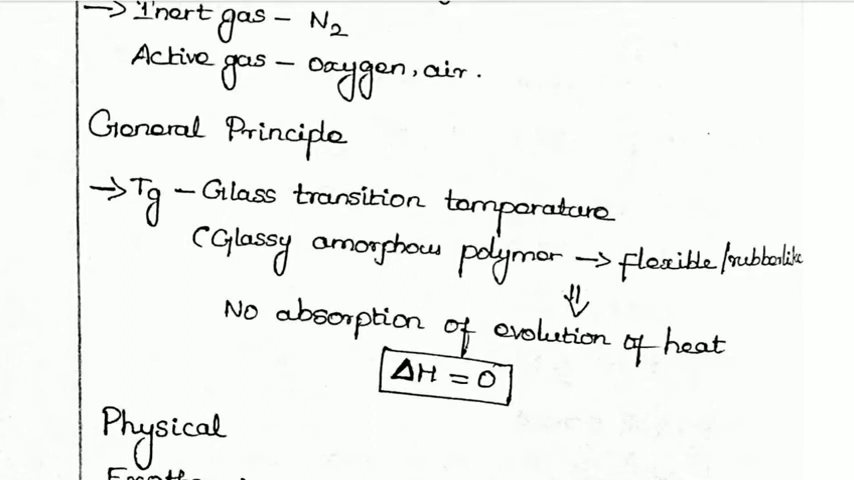 → Inert gas – N2
Active gas – oxygen, air.
General Principle
→ Tg – Glass transition temperature
(Glassy amorphous polymer → flexible/rubberlike
⇓
No absorption of evolution of heat
ΔH = 0
Physical